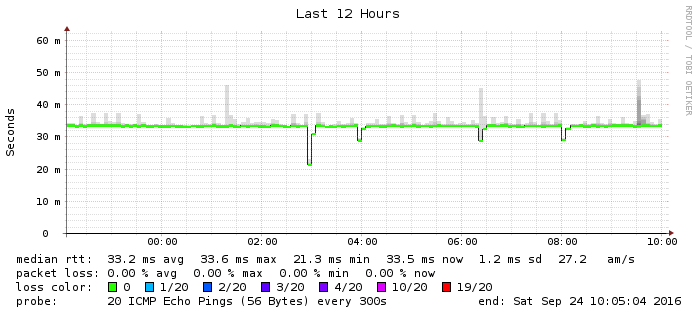 Last 12 Hours
RRDTOOL / TOBI OETIKER
Seconds
60 m
50 m
40 m
30 m
20 m
10 m
0
00:00 02:00 04:00 06:00 08:00 10:00
median rtt: 33.2 ms avg 33.6 ms max 21.3 ms min 33.5 ms now 1.2 ms sd 27.2 am/s
packet loss: 0.00 % avg 0.00 % max 0.00 % min 0.00 % now
loss color: 0 1/20 2/20 3/20 4/20 10/20 19/20
probe: 20 ICMP Echo Pings (56 Bytes) every 300s end: Sat Sep 24 10:05:04 2016